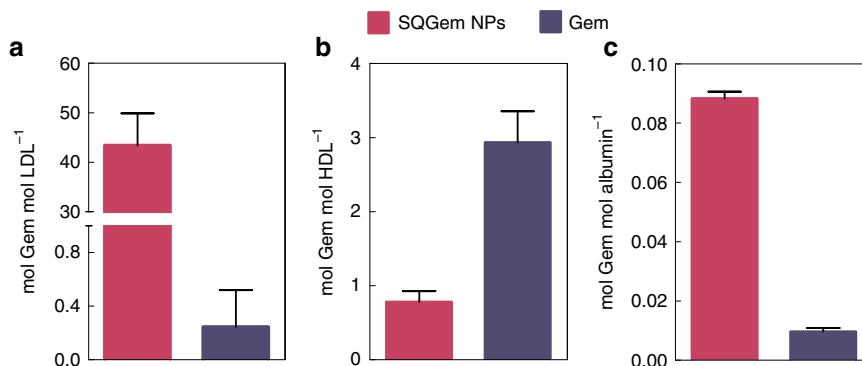 SQGem NPs Gem
a
mol Gem mol LDL⁻¹
60
50
40
30
0.8
0.4
0.0
b
mol Gem mol HDL⁻¹
4
3
2
1
0
c
mol Gem mol albumin⁻¹
0.10
0.08
0.06
0.04
0.02
0.00